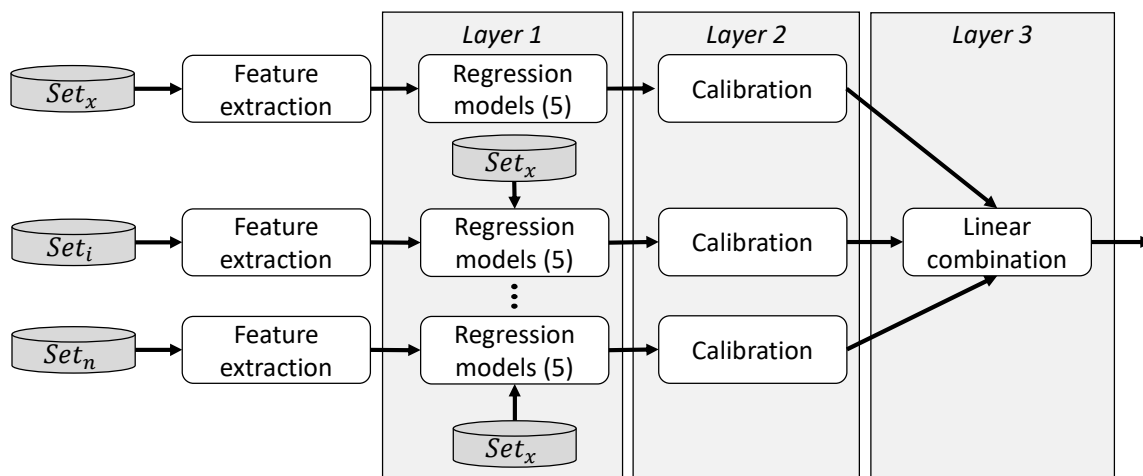 Layer 1
Layer 2
Layer 3
Set_x
Feature
extraction
Regression
models (5)
Calibration
Set_x
Set_i
Feature
extraction
Regression
models (5)
Calibration
Linear
combination
⋮
Set_n
Feature
extraction
Regression
models (5)
Calibration
Set_x